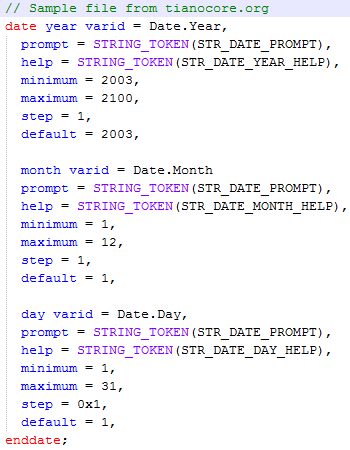 // Sample file from tianocore.org
date year varid = Date.Year,
prompt = STRING_TOKEN(STR_DATE_PROMPT),
help = STRING_TOKEN(STR_DATE_YEAR_HELP),
minimum = 2003,
maximum = 2100,
step = 1,
default = 2003,
month varid = Date.Month
prompt = STRING_TOKEN(STR_DATE_PROMPT),
help = STRING_TOKEN(STR_DATE_MONTH_HELP),
minimum = 1,
maximum = 12,
step = 1,
default = 1,
day varid = Date.Day,
prompt = STRING_TOKEN(STR_DATE_PROMPT),
help = STRING_TOKEN(STR_DATE_DAY_HELP),
minimum = 1,
maximum = 31,
step = 0x1,
default = 1,
enddate;